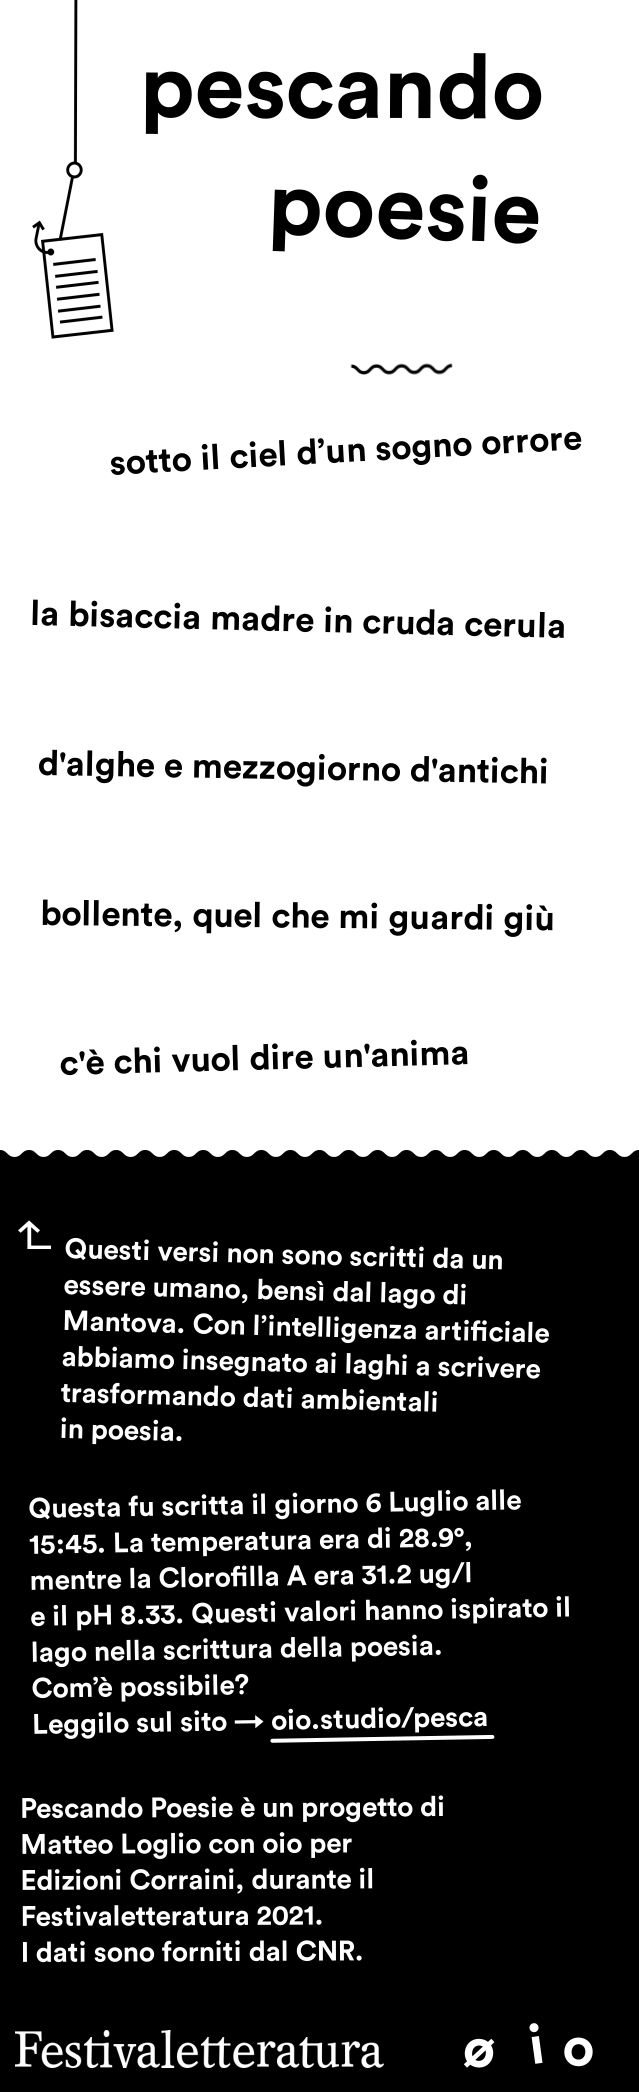 pescando
poesie
sotto il ciel d’un sogno orrore
la bisaccia madre in cruda cerula
d'alghe e mezzogiorno d'antichi
bollente, quel che mi guardi giù
c'è chi vuol dire un'anima
Questi versi non sono scritti da un
essere umano, bensì dal lago di
Mantova. Con l’intelligenza artificiale
abbiamo insegnato ai laghi a scrivere
trasformando dati ambientali
in poesia.
Questa fu scritta il giorno 6 Luglio alle
15:45. La temperatura era di 28.9°,
mentre la Clorofilla A era 31.2 ug/l
e il pH 8.33. Questi valori hanno ispirato il
lago nella scrittura della poesia.
Com’è possibile?
Leggilo sul sito → oio.studio/pesca
Pescando Poesie è un progetto di
Matteo Loglio con oio per
Edizioni Corraini, durante il
Festivaletteratura 2021.
I dati sono forniti dal CNR.
Festivaletteratura ø i o